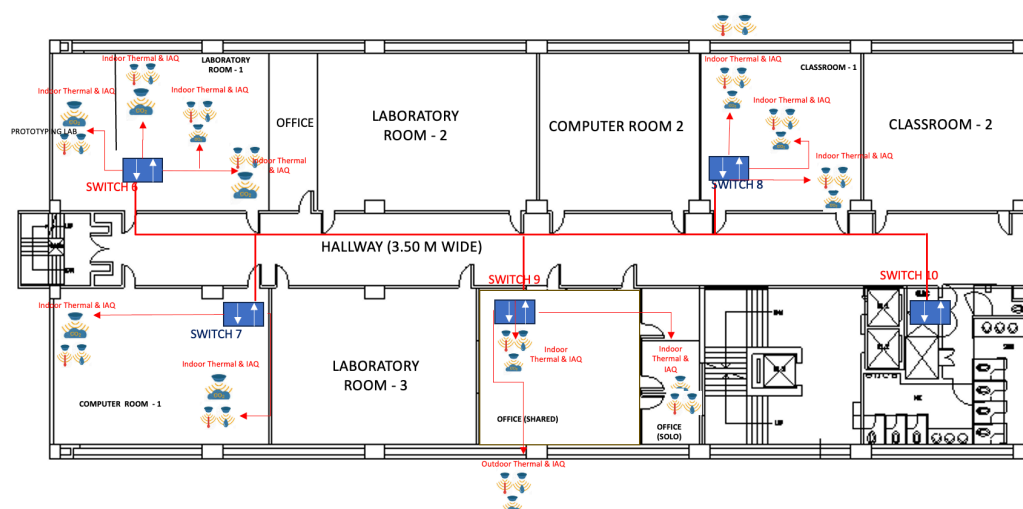 Indoor Thermal & IAQ
LABORATORY
ROOM - 1
Indoor Thermal & IAQ
Indoor Thermal & IAQ
PROTOTYPING LAB
Indoor Thermal
& IAQ
SWITCH 6
OFFICE
LABORATORY
ROOM - 2
COMPUTER ROOM 2
Indoor Thermal & IAQ
CLASSROOM - 1
Indoor Thermal & IAQ
Indoor Thermal & IAQ
SWITCH 8
CLASSROOM - 2
HALLWAY (3.50 M WIDE)
SWITCH 9
SWITCH 10
Indoor Thermal & IAQ
SWITCH 7
Indoor Thermal & IAQ
COMPUTER ROOM - 1
LABORATORY
ROOM - 3
Indoor
Thermal & IAQ
OFFICE (SHARED)
Indoor
Thermal &
IAQ
OFFICE
(SOLO)
Outdoor Thermal & IAQ